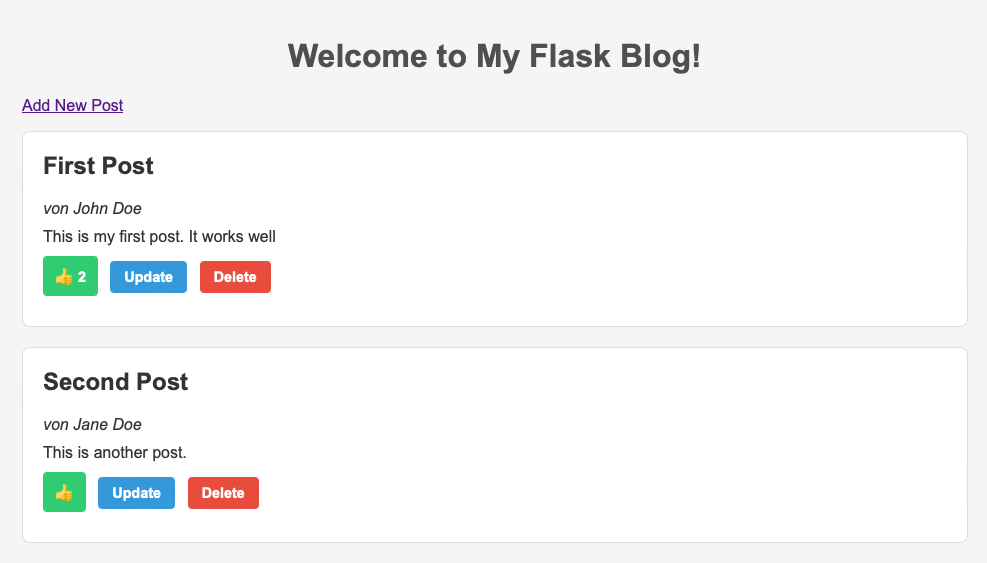 Welcome to My Flask Blog!
Add New Post
First Post
von John Doe
This is my first post. It works well
👍 2 Update Delete
Second Post
von Jane Doe
This is another post.
👍 Update Delete